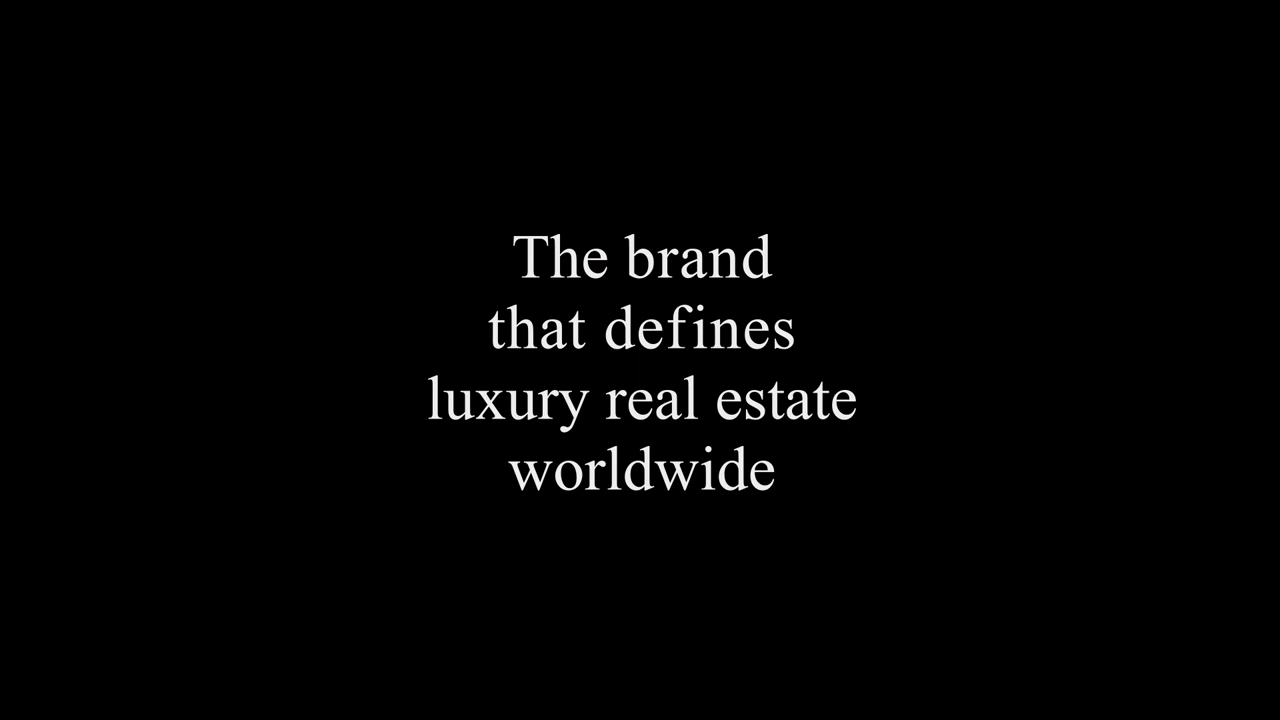 The brand
that defines
luxury real estate
worldwide